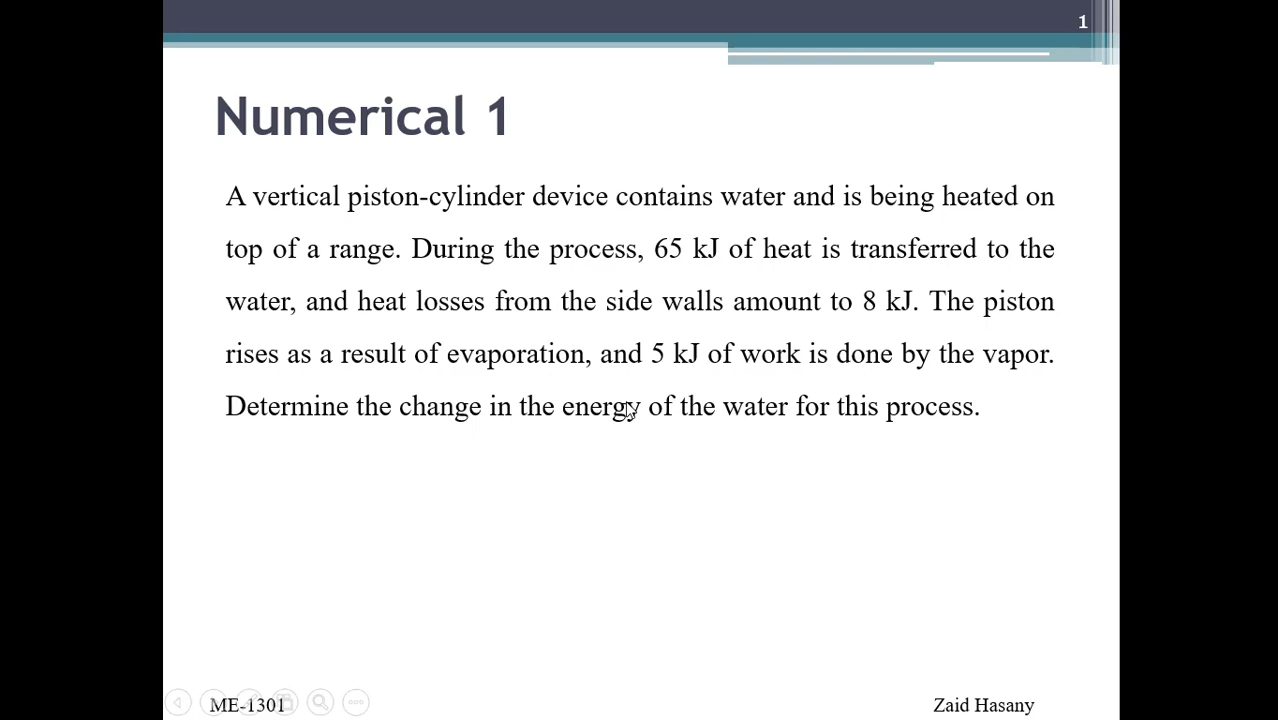 1
Numerical 1
A vertical piston-cylinder device contains water and is being heated on
top of a range. During the process, 65 kJ of heat is transferred to the
water, and heat losses from the side walls amount to 8 kJ. The piston
rises as a result of evaporation, and 5 kJ of work is done by the vapor.
Determine the change in the energy of the water for this process.
ME-1301
Zaid Hasany